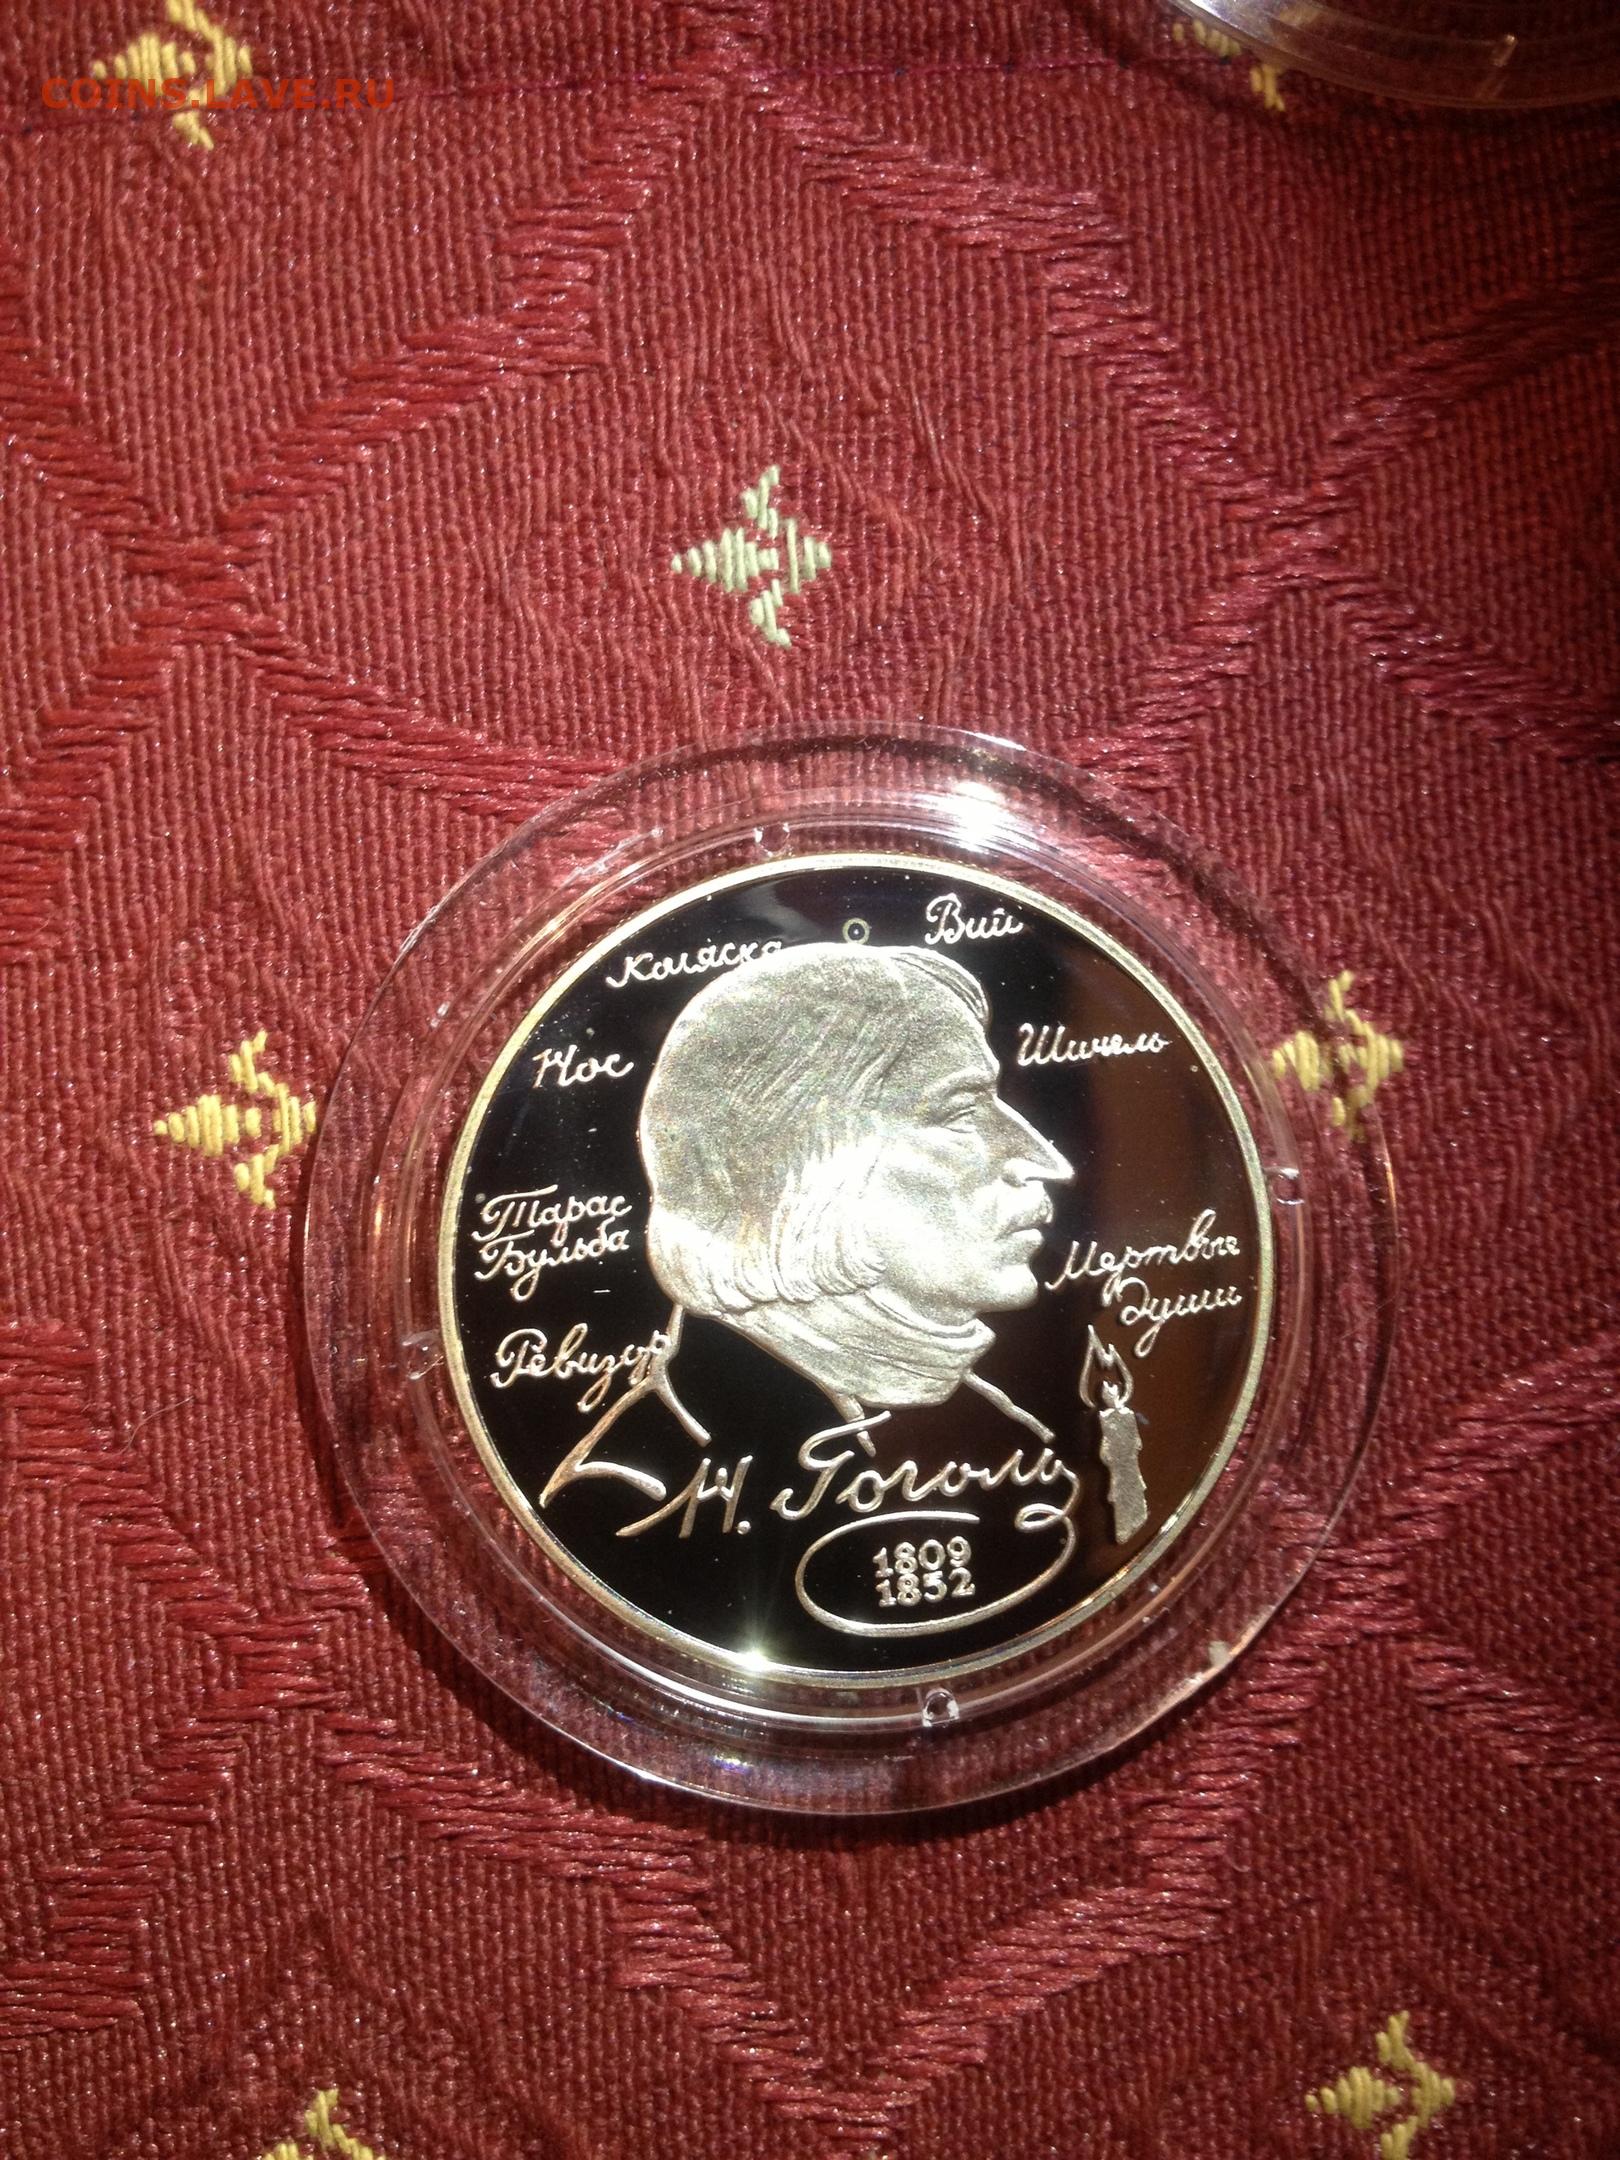 COINS.LAVE.RU
Вий
Коляска
Шинель
Нос
Тарас
Бульба
Мертвые
души
Ревизор
Н. Гоголь
1809
1852